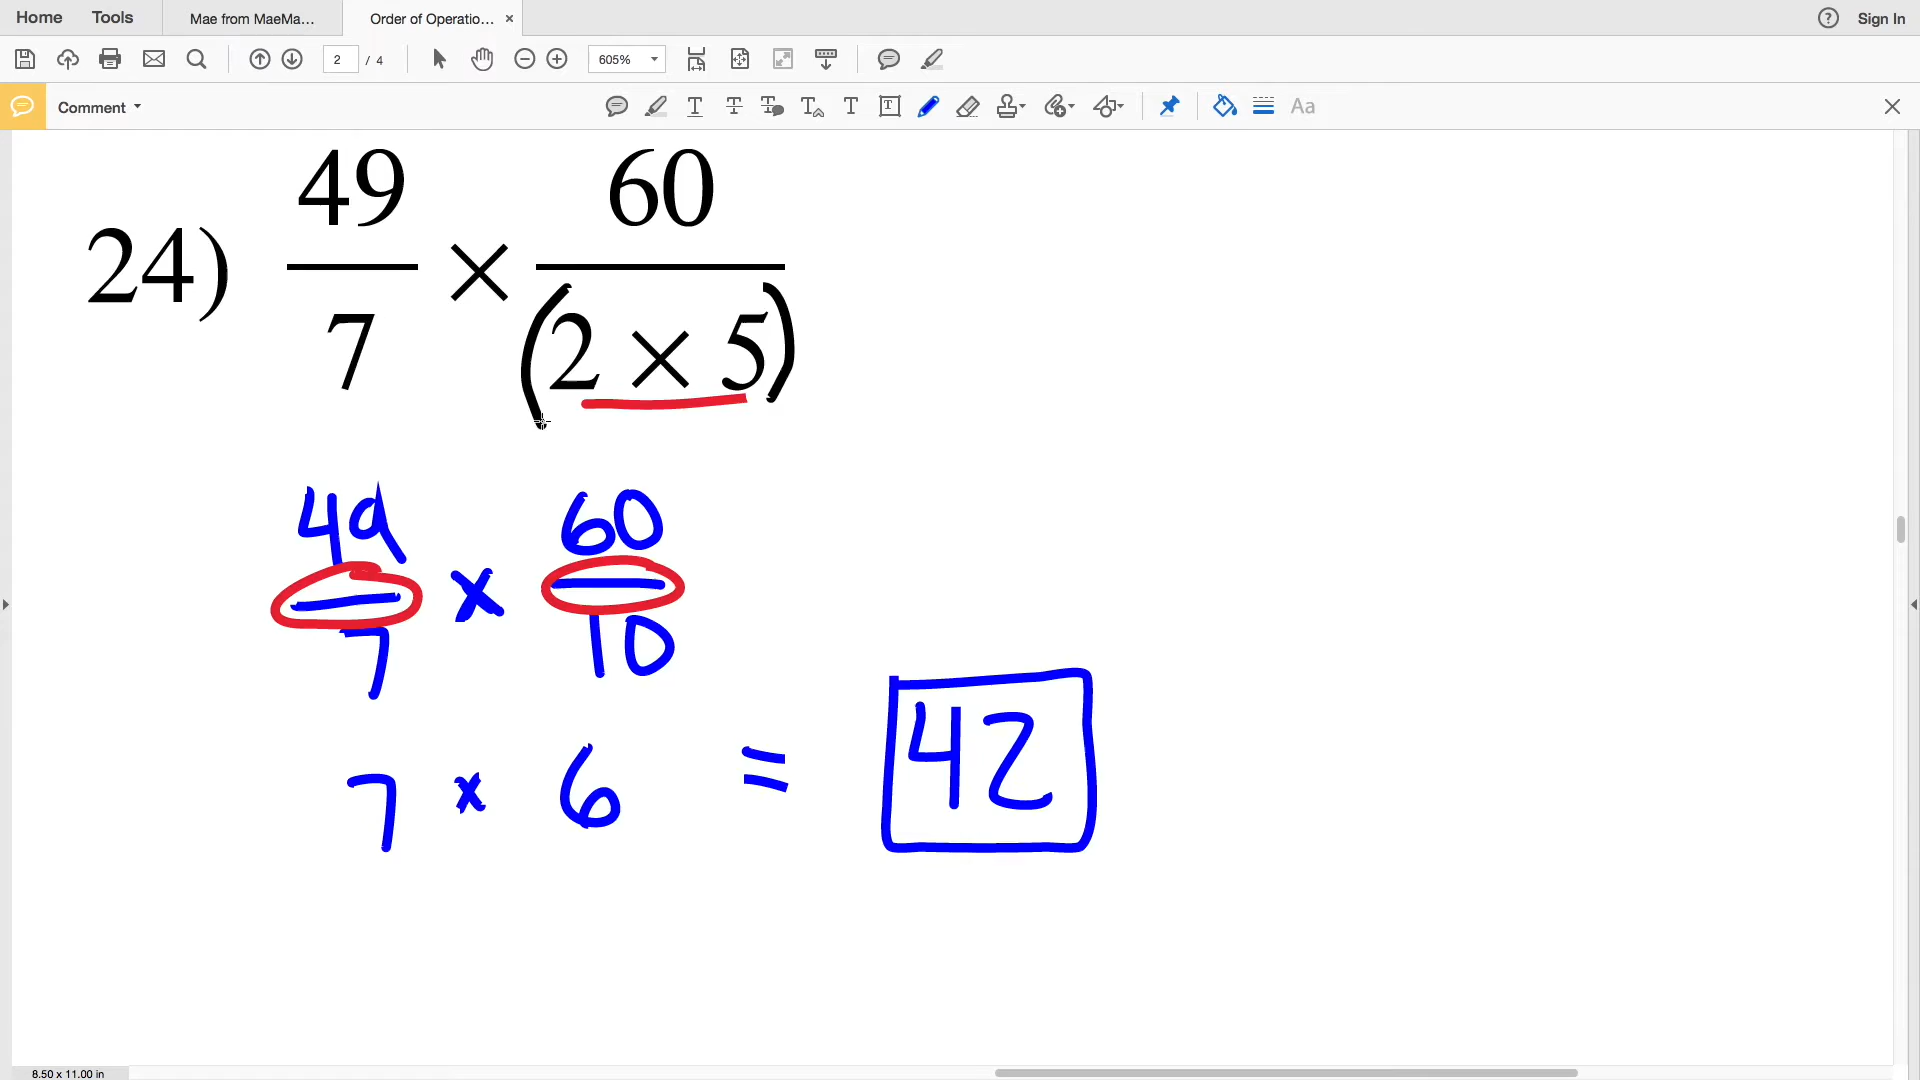 Home Tools Mae from MaeMa... Order of Operatio... × ? Sign In
2 / 4 605%
Comment T T T T T T Aa
24) 49/7 × 60/(2 × 5)
49/7 x 60/10
7 x 6 = 42
8.50 x 11.00 in